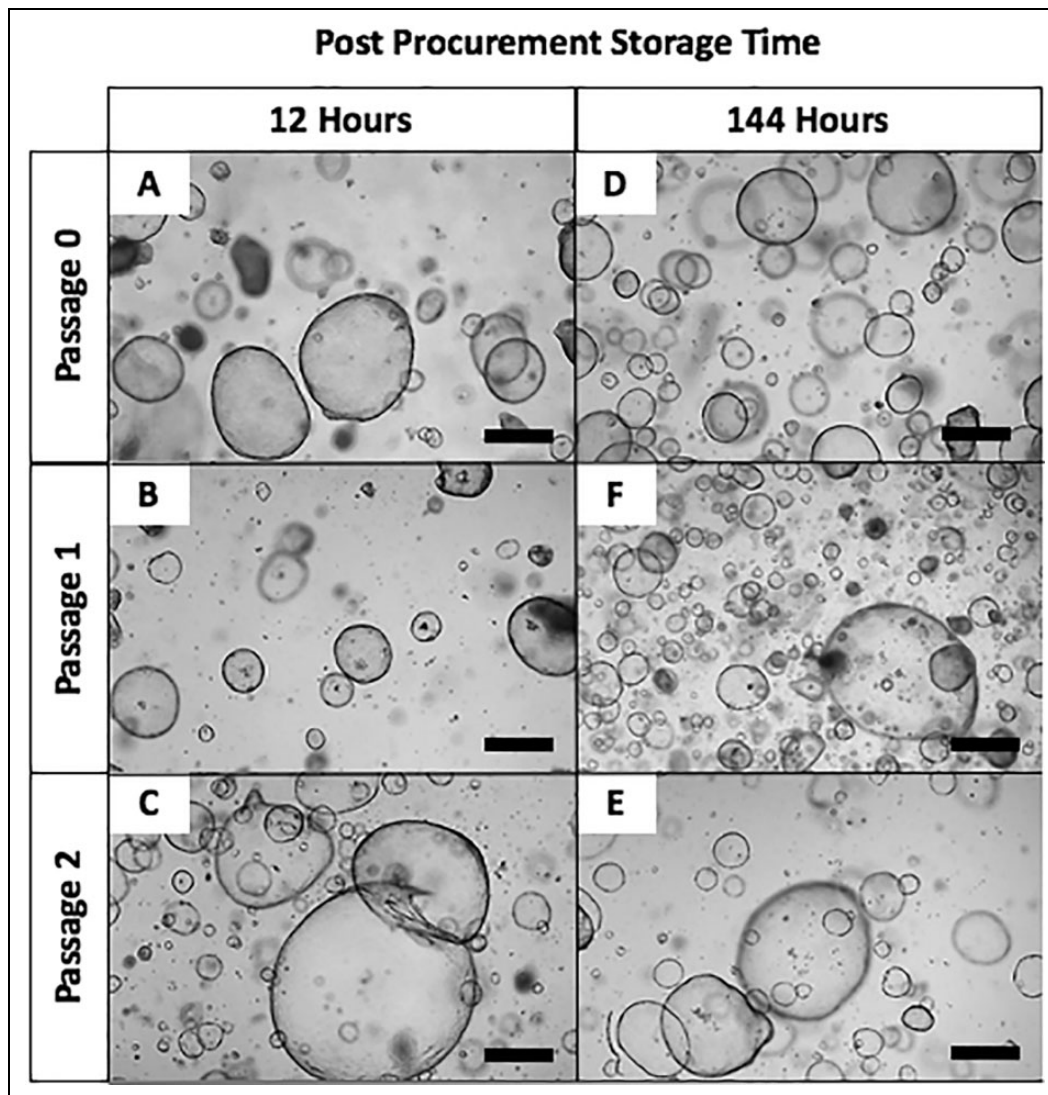 Post Procurement Storage Time
12 Hours
144 Hours
Passage 0
A
D
Passage 1
B
F
Passage 2
C
E